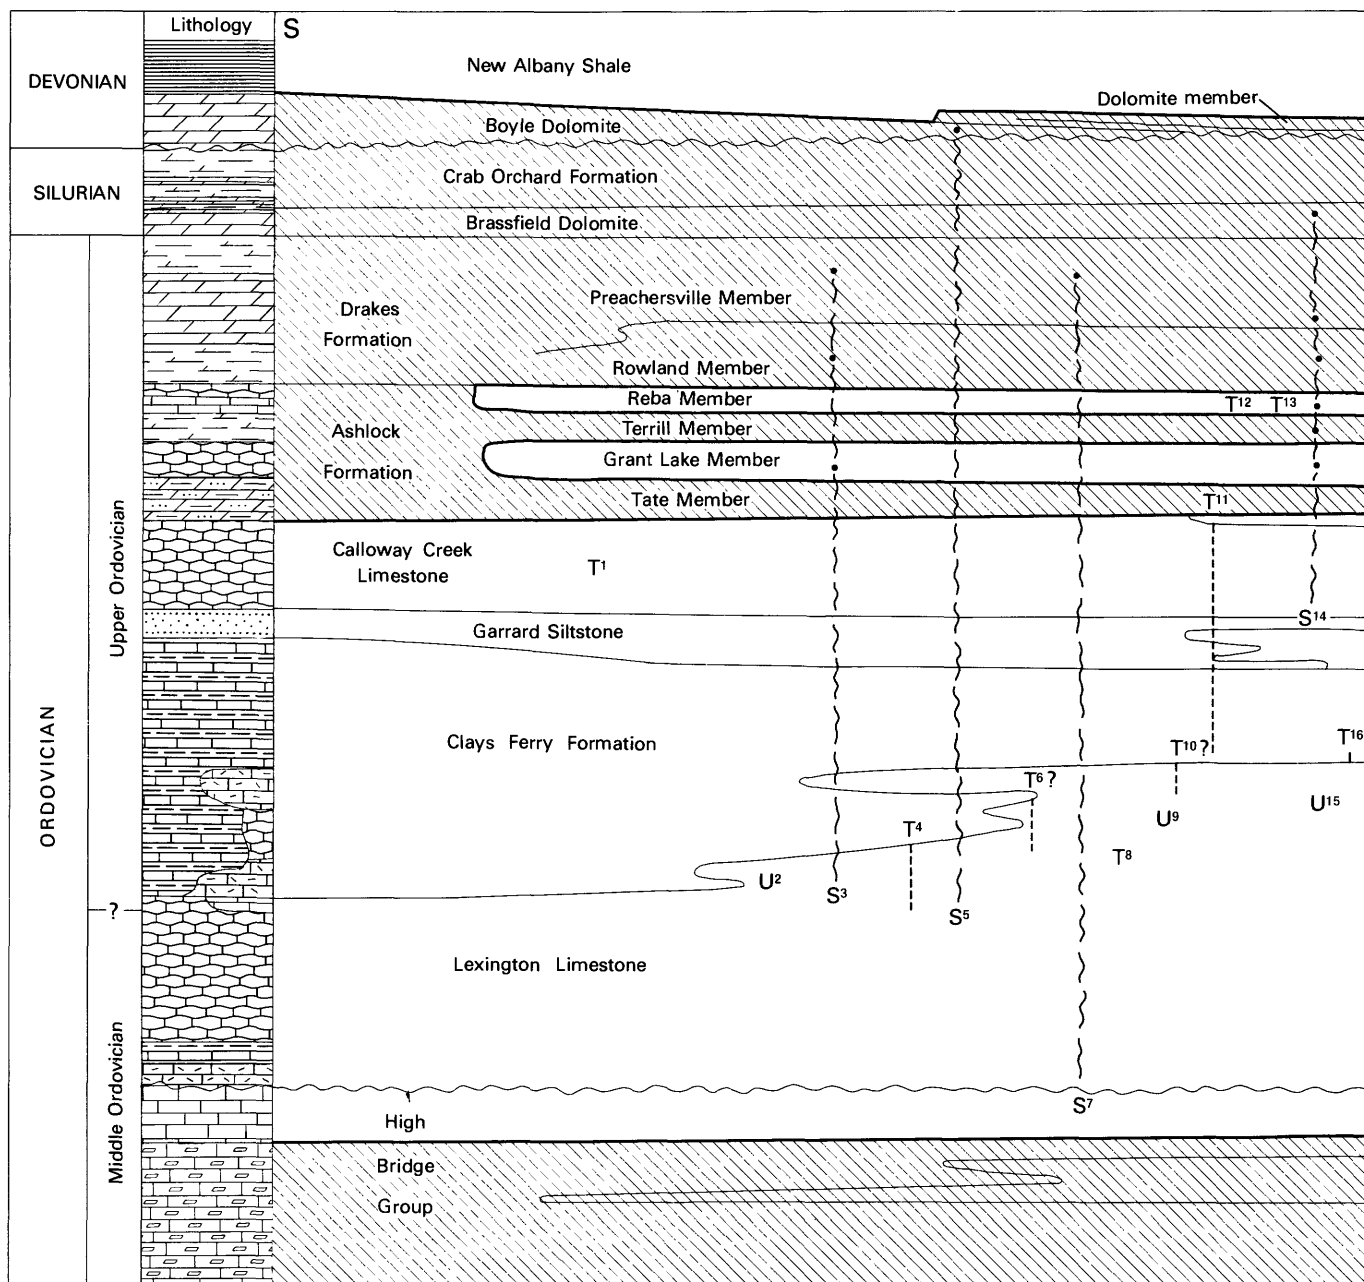 Lithology
S
New Albany Shale
DEVONIAN
Dolomite member
Boyle Dolomite
Crab Orchard Formation
SILURIAN
Brassfield Dolomite
Preachersville Member
Drakes
Formation
Rowland Member
Reba Member
T12 T13
Ashlock
Formation
Terrill Member
Grant Lake Member
Tate Member
T11
Calloway Creek
Limestone
T1
Upper Ordovician
S14
Garrard Siltstone
ORDOVICIAN
Clays Ferry Formation
T10?
T16
T6?
U9
U15
T4
T8
U2
S3
S5
?
Lexington Limestone
Middle Ordovician
S7
High
Bridge
Group